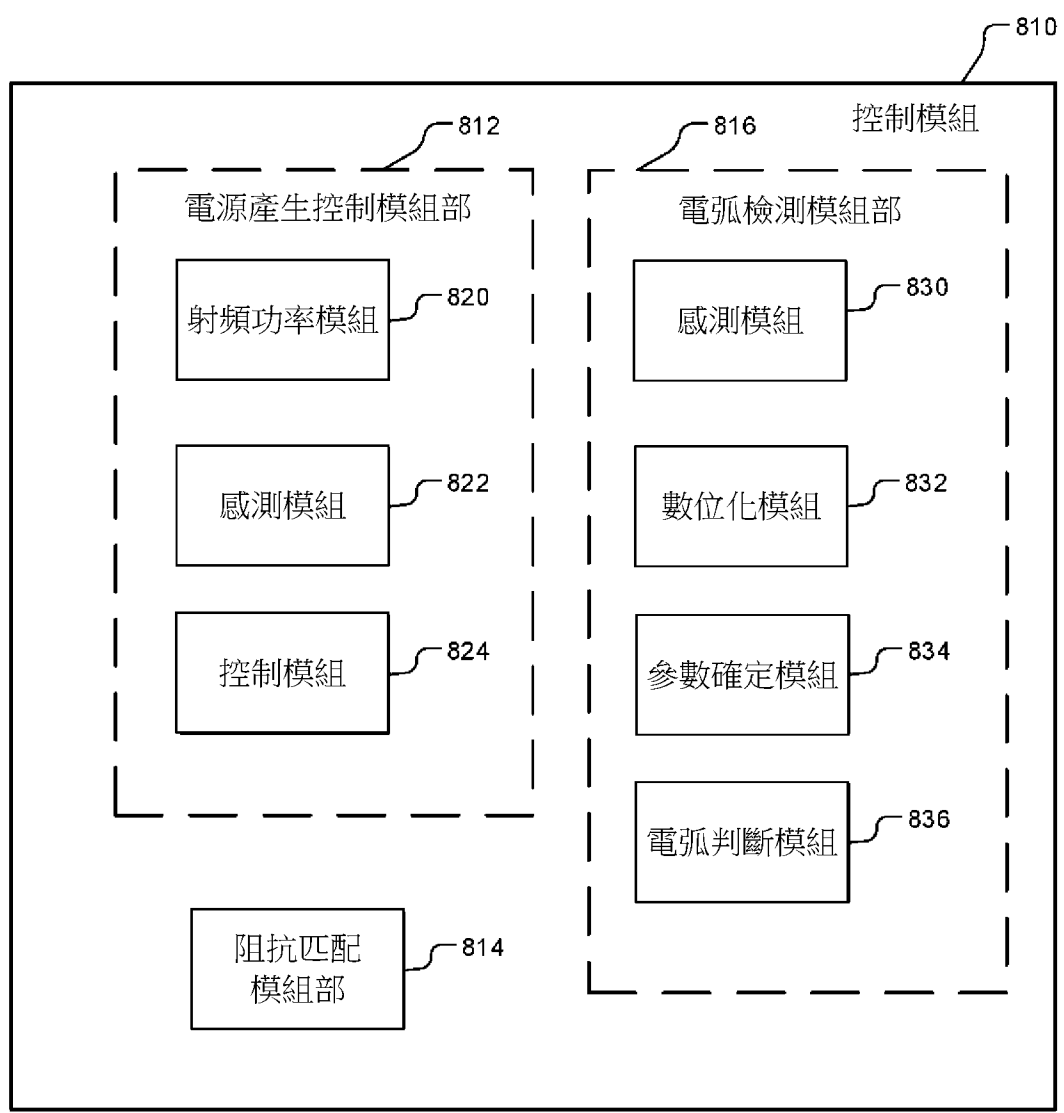 810
控制模組
812
電源產生控制模組部
射頻功率模組
820
感測模組
822
控制模組
824
阻抗匹配
模組部
814
816
電弧檢測模組部
感測模組
830
數位化模組
832
參數確定模組
834
電弧判斷模組
836